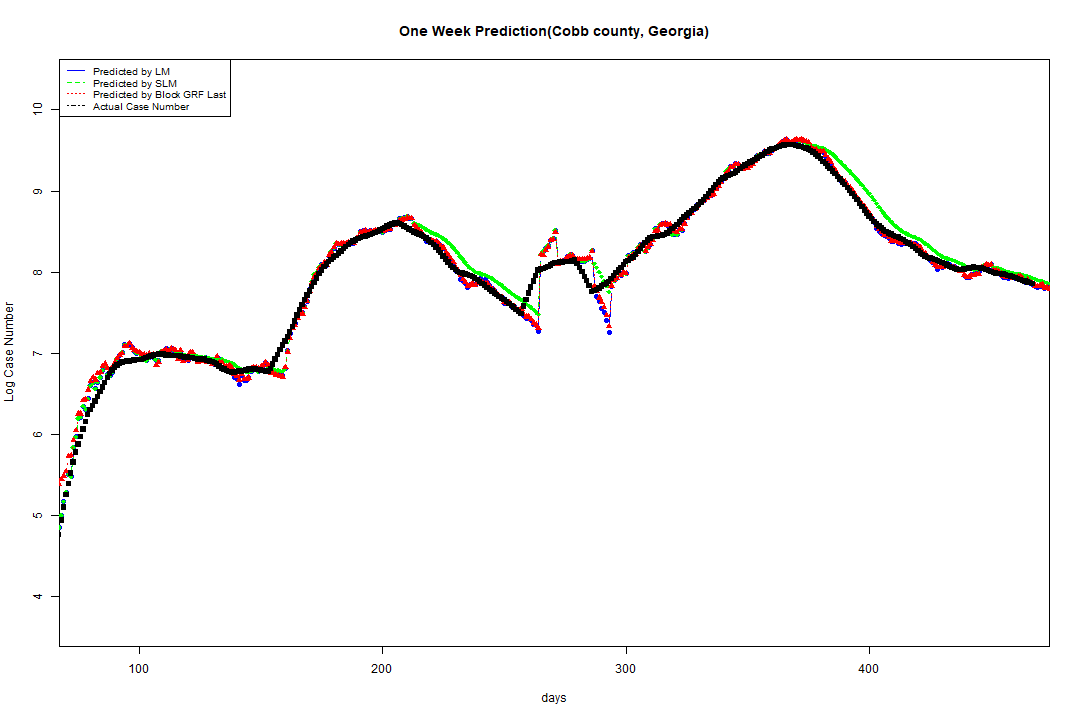 One Week Prediction(Cobb county, Georgia)
Predicted by LM
Predicted by SLM
Predicted by Block GRF Last
Actual Case Number
10
9
8
7
6
5
4
Log Case Number
100 200 300 400
days